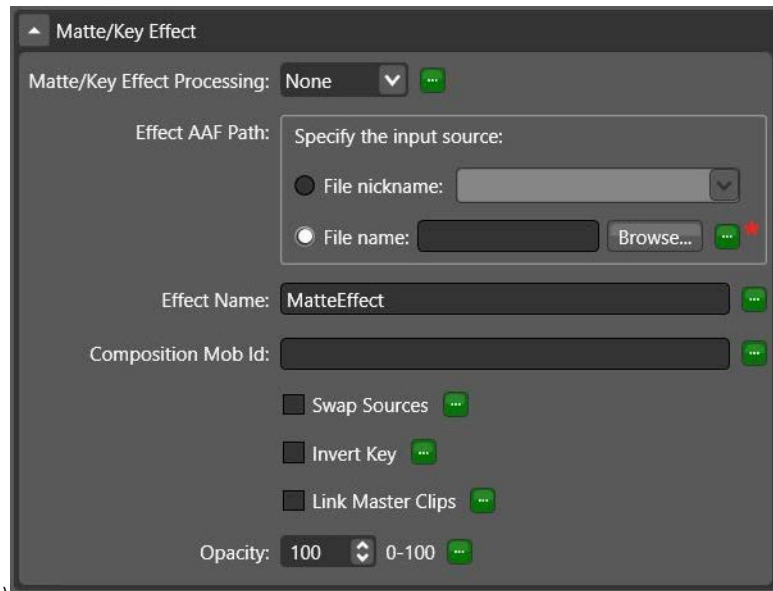 Matte/Key Effect
Matte/Key Effect Processing: None
Effect AAF Path: Specify the input source:
File nickname:
File name: Browse... *
Effect Name: MatteEffect
Composition Mob Id:
Swap Sources
Invert Key
Link Master Clips
Opacity: 100 0-100
)